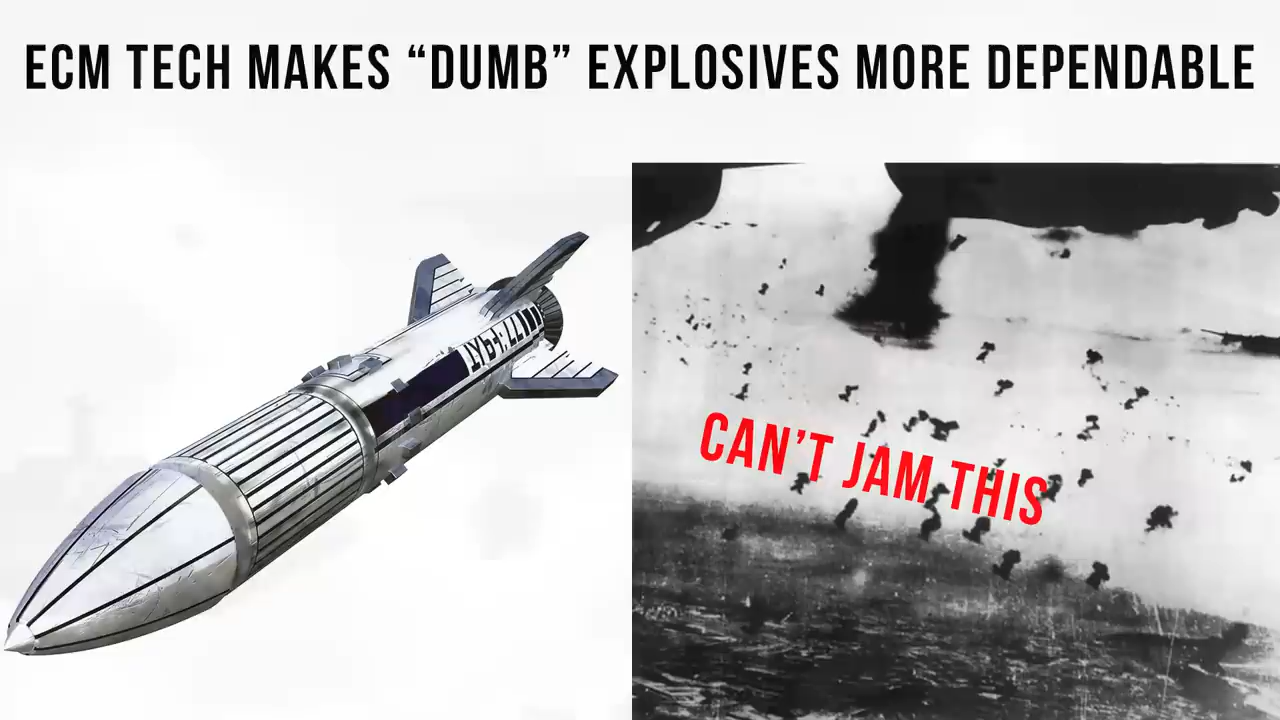 ECM TECH MAKES “DUMB” EXPLOSIVES MORE DEPENDABLE
CAN’T JAM THIS